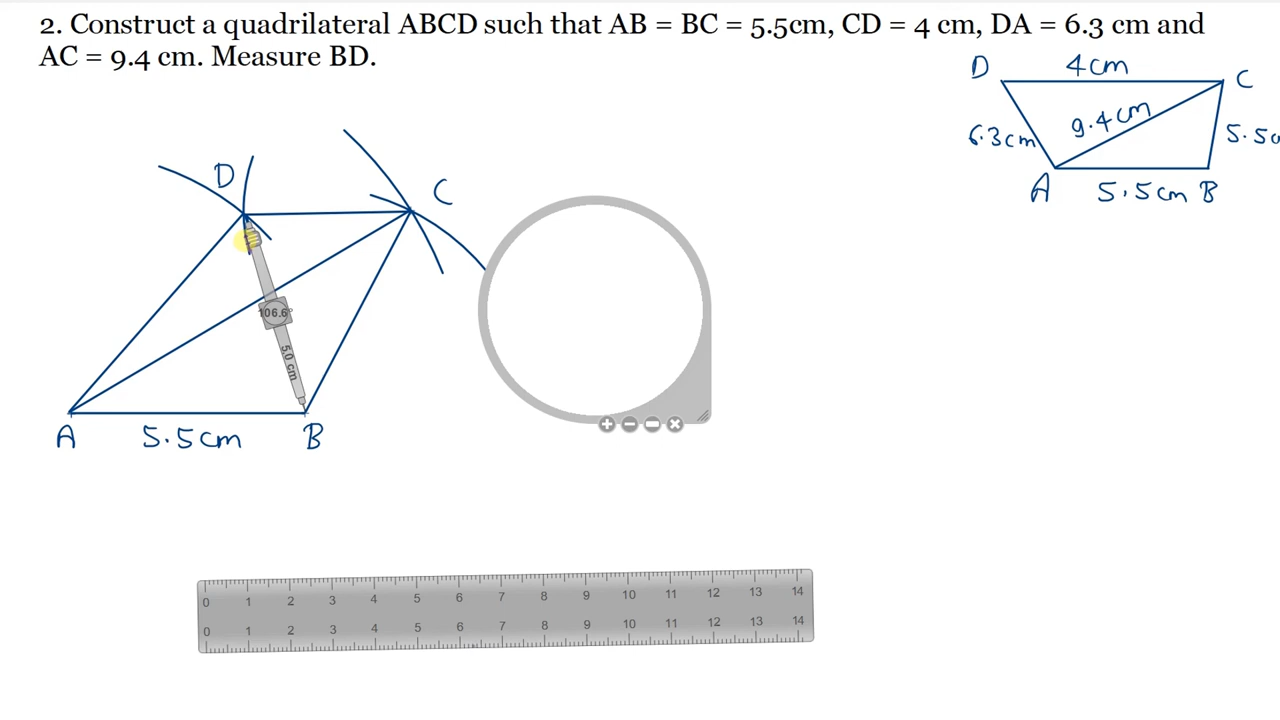 2. Construct a quadrilateral ABCD such that AB = BC = 5.5cm, CD = 4 cm, DA = 6.3 cm and
AC = 9.4 cm. Measure BD.
D 4cm C
6.3cm 9.4cm 5.5c
A 5.5cm B
D C
106.6°
5.0 cm
A 5.5cm B
0 1 2 3 4 5 6 7 8 9 10 11 12 13 14
0 1 2 3 4 5 6 7 8 9 10 11 12 13 14